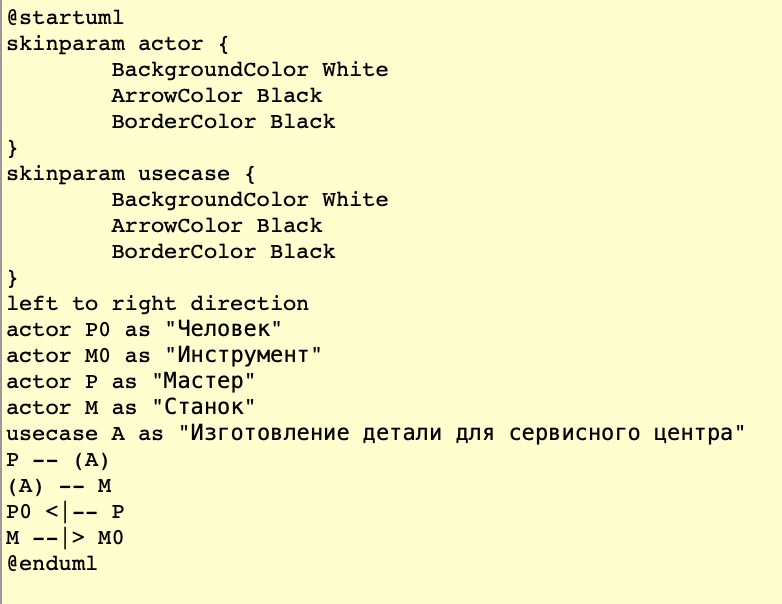 @startuml
skinparam actor {
        BackgroundColor White
        ArrowColor Black
        BorderColor Black
}
skinparam usecase {
        BackgroundColor White
        ArrowColor Black
        BorderColor Black
}
left to right direction
actor P0 as "Человек"
actor M0 as "Инструмент"
actor P as "Мастер"
actor M as "Станок"
usecase A as "Изготовление детали для сервисного центра"
P -- (A)
(A) -- M
P0 <|-- P
M --|> M0
@enduml